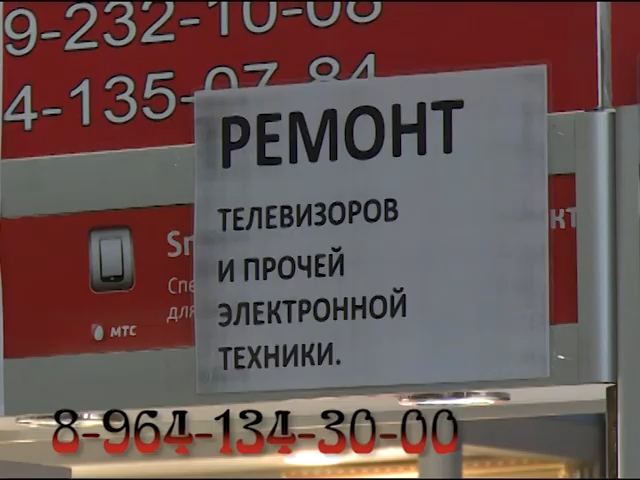 9-232-10-08
4-135-07-84
РЕМОНТ
ТЕЛЕВИЗОРОВ
И ПРОЧЕЙ
ЭЛЕКТРОННОЙ
ТЕХНИКИ.
мтс
8-964-134-30-00